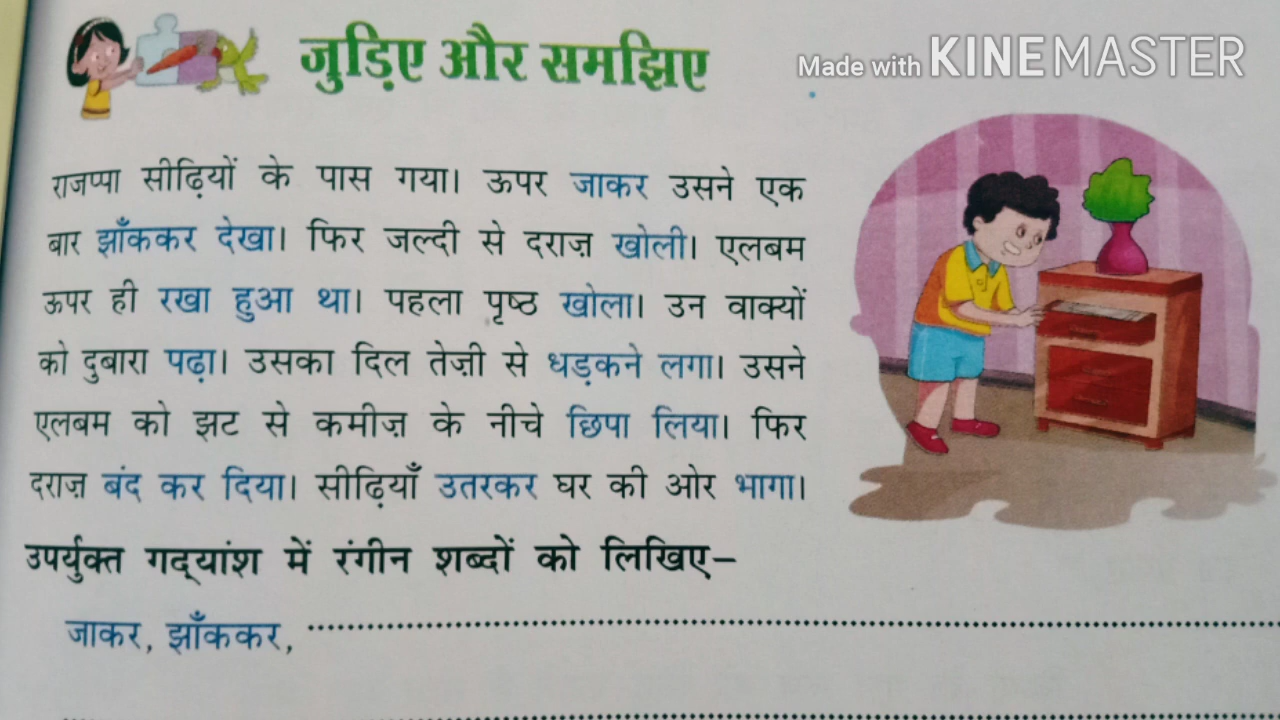 जुड़िए और समझिए
Made with KINEMASTER
राजप्पा सीढ़ियों के पास गया। ऊपर जाकर उसने एक
बार झाँककर देखा। फिर जल्दी से दराज़ खोली। एलबम
ऊपर ही रखा हुआ था। पहला पृष्ठ खोला। उन वाक्यों
को दुबारा पढ़ा। उसका दिल तेज़ी से धड़कने लगा। उसने
एलबम को झट से कमीज़ के नीचे छिपा लिया। फिर
दराज़ बंद कर दिया। सीढ़ियाँ उतरकर घर की ओर भागा।
उपर्युक्त गद्‌यांश में रंगीन शब्दों को लिखिए–
जाकर, झाँककर, ........................................